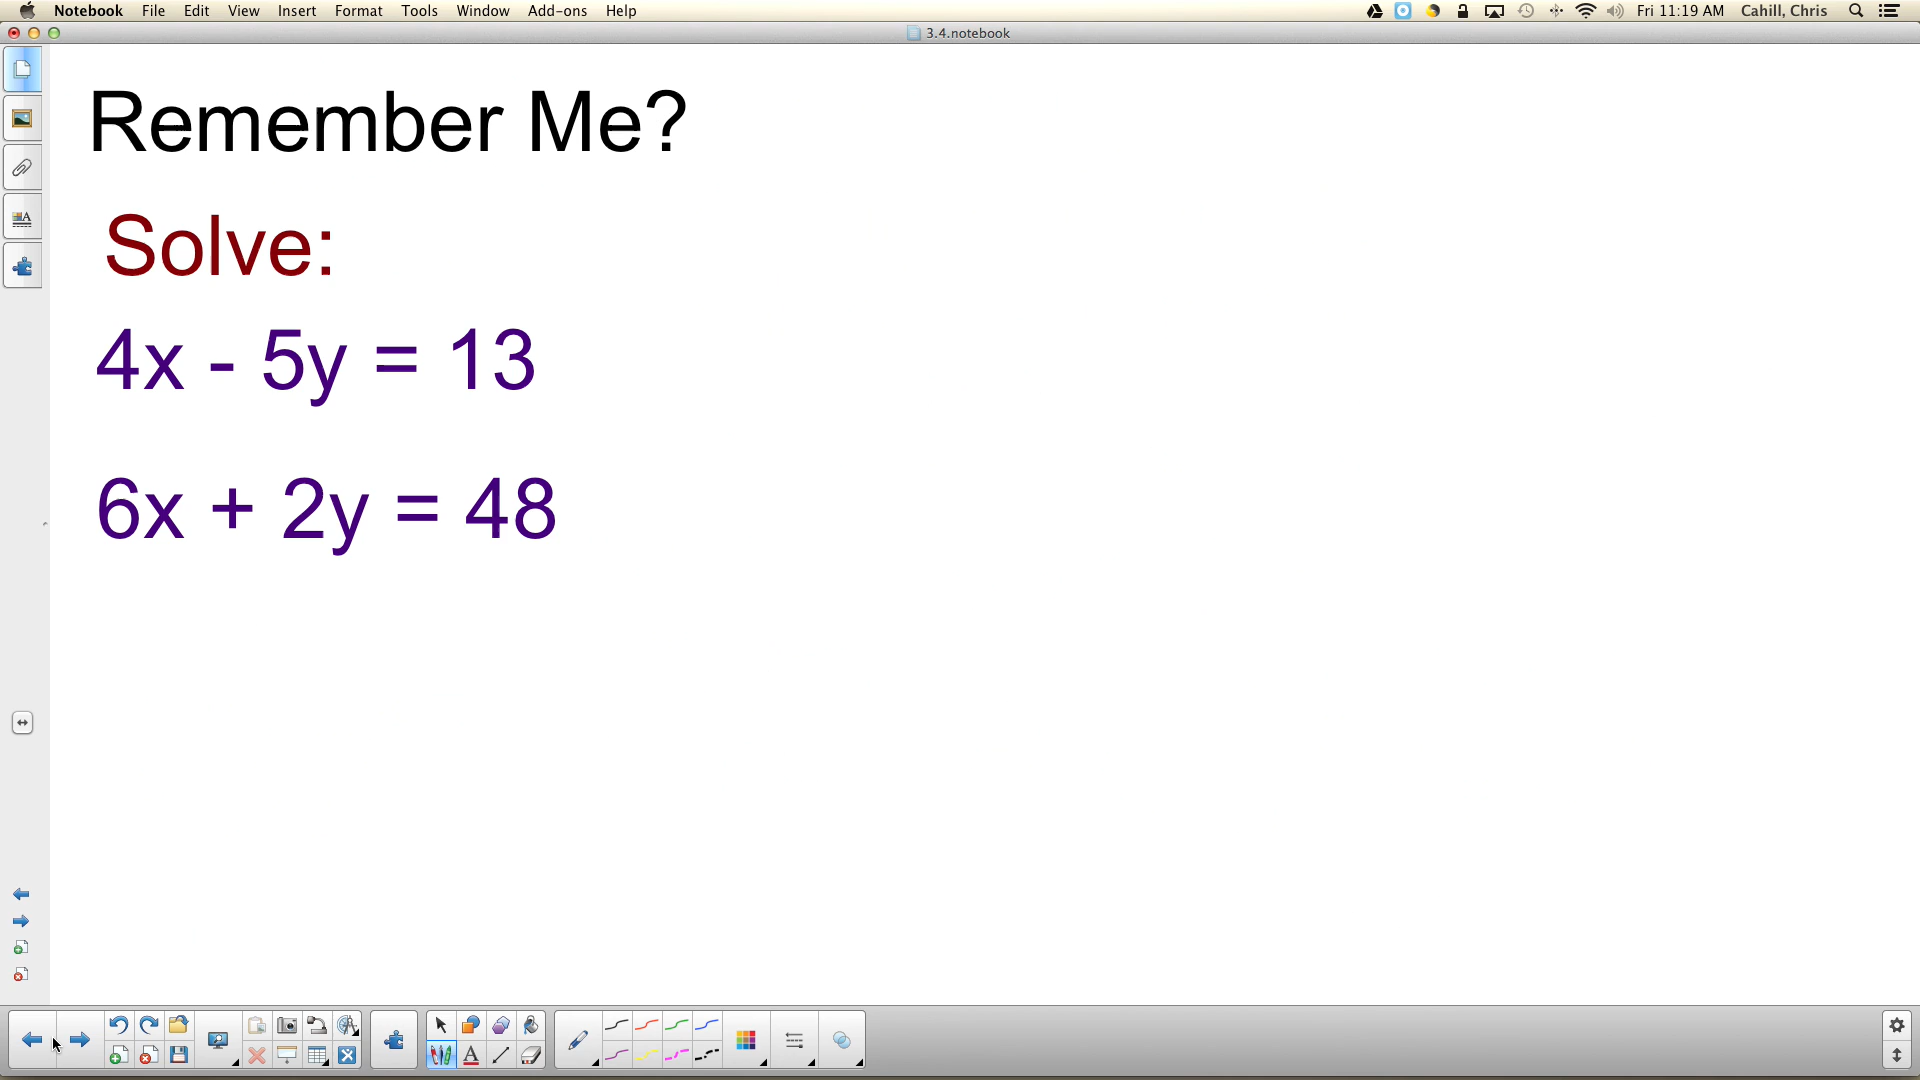 Notebook File Edit View Insert Format Tools Window Add-ons Help Fri 11:19 AM Cahill, Chris
3.4.notebook
Remember Me?
Solve:
4x - 5y = 13
6x + 2y = 48